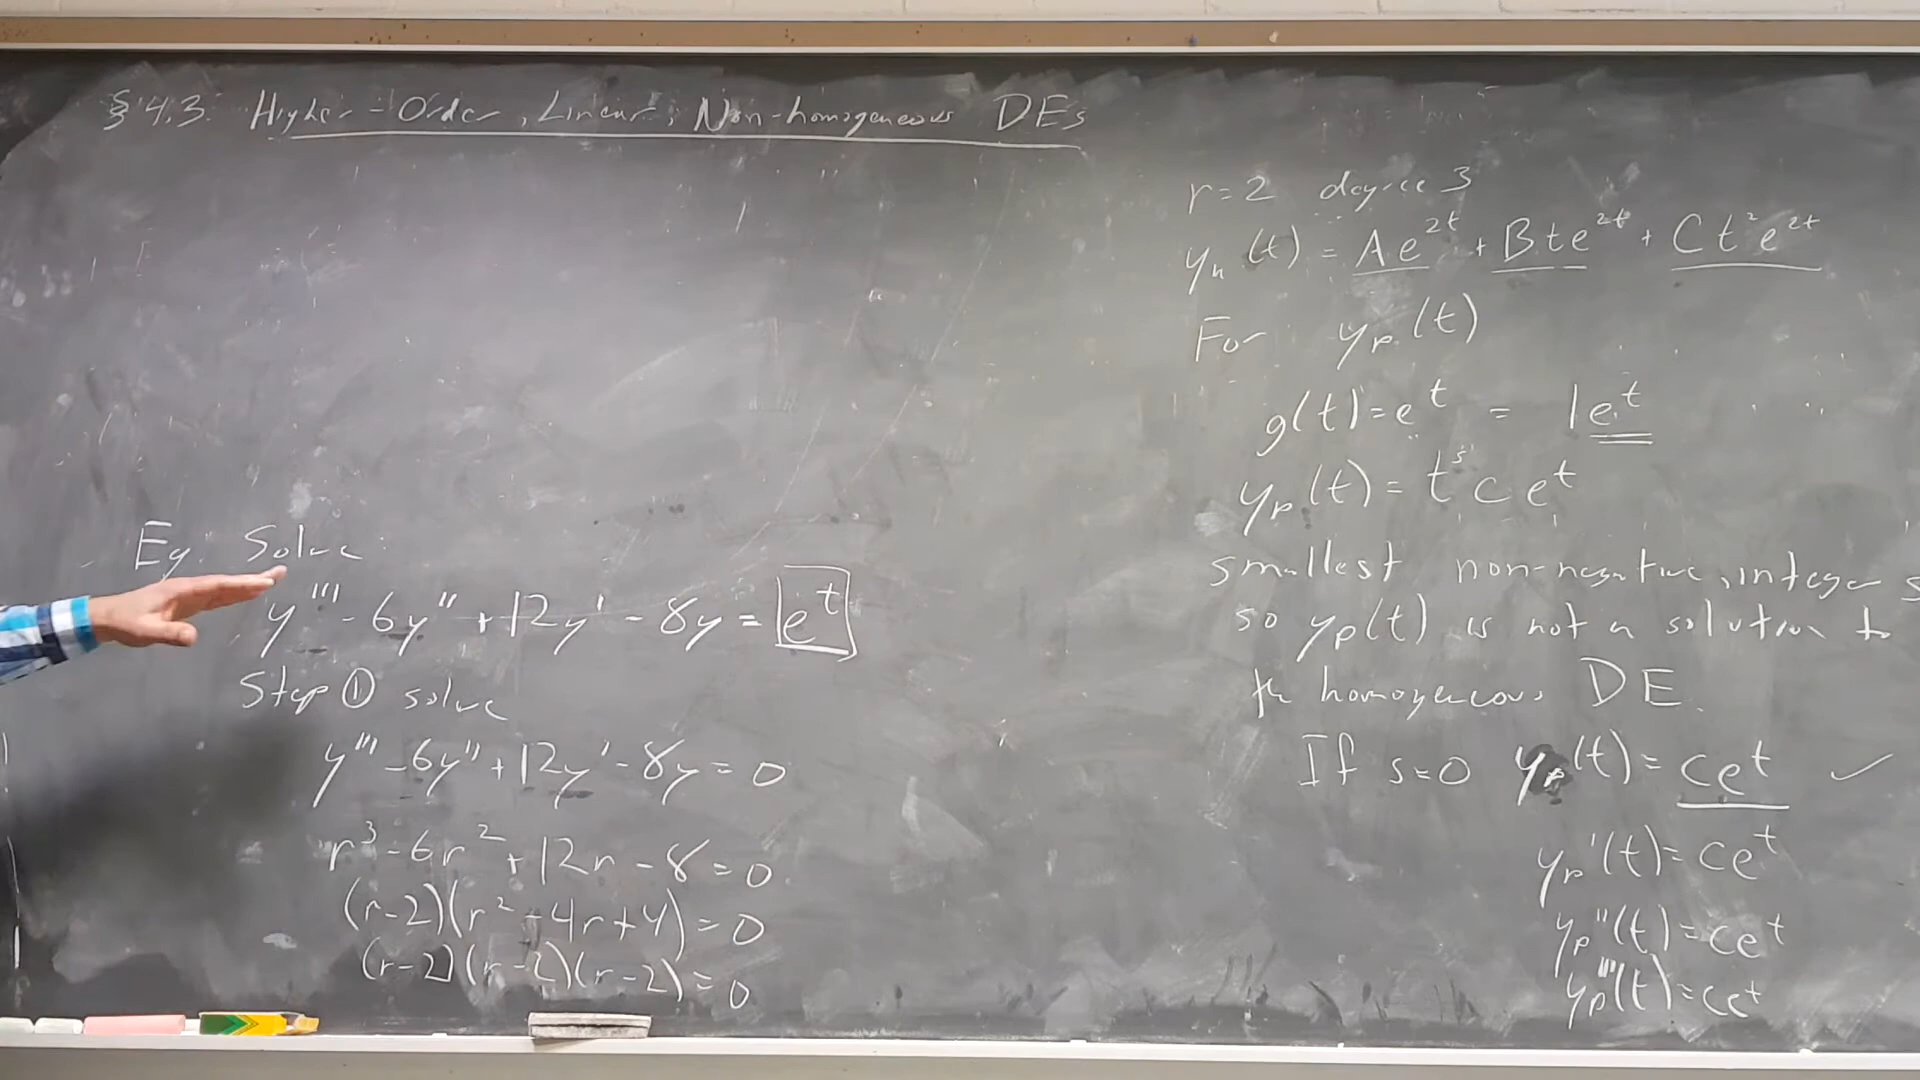 § 4.3 Higher-Order, Linear, Non-homogeneous DEs
Eg. Solve
y''' - 6y'' + 12y' - 8y = e^t
Step ① solve
y''' - 6y'' + 12y' - 8y = 0
r³ - 6r² + 12r - 8 = 0
(r-2)(r² - 4r + 4) = 0
(r-2)(r-2)(r-2) = 0
r = 2 degree 3
y_h(t) = Ae^2t + Bte^2t + Ct²e^2t
For y_p(t)
g(t) = e^t = 1e^t
y_p(t) = t^s c e^t
smallest non-negative, integer s
so y_p(t) is not a solution to
the homogeneous DE.
If s=0 y_p(t) = ce^t ✓
y_p'(t) = ce^t
y_p''(t) = ce^t
y_p'''(t) = ce^t